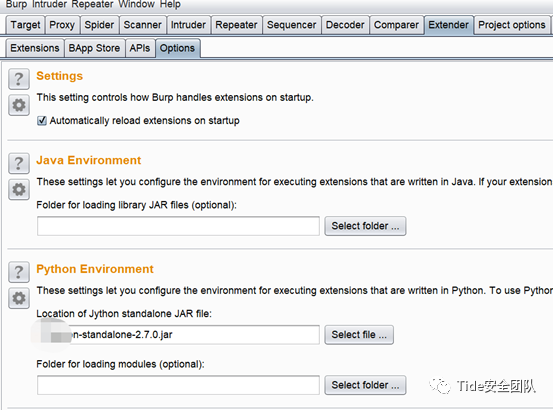 Burp Intruder Repeater Window Help
Target Proxy Spider Scanner Intruder Repeater Sequencer Decoder Comparer Extender Project options
Extensions BApp Store APIs Options
? Settings
This setting controls how Burp handles extensions on startup.
Automatically reload extensions on startup
? Java Environment
These settings let you configure the environment for executing extensions that are written in Java. If your extension
Folder for loading library JAR files (optional):
Select folder ...
? Python Environment
These settings let you configure the environment for executing extensions that are written in Python. To use Python
Location of Jython standalone JAR file:
n-standalone-2.7.0.jar Select file ...
Folder for loading modules (optional):
Select folder ...
Tide安全团队